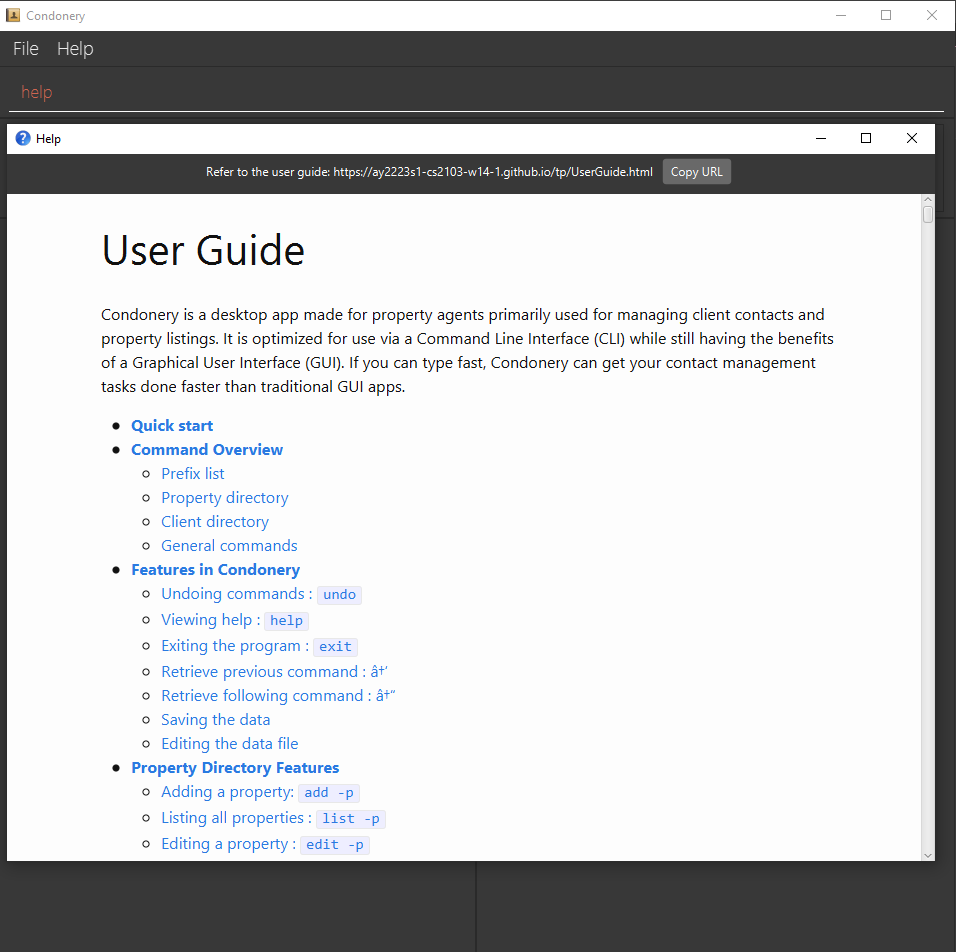 Condonery
File Help
help
Help
Refer to the user guide: https://ay2223s1-cs2103-w14-1.github.io/tp/UserGuide.html Copy URL
User Guide
Condonery is a desktop app made for property agents primarily used for managing client contacts and
property listings. It is optimized for use via a Command Line Interface (CLI) while still having the benefits
of a Graphical User Interface (GUI). If you can type fast, Condonery can get your contact management
tasks done faster than traditional GUI apps.
Quick start
Command Overview
Prefix list
Property directory
Client directory
General commands
Features in Condonery
Undoing commands : undo
Viewing help : help
Exiting the program : exit
Retrieve previous command : â†‘
Retrieve following command : â†“
Saving the data
Editing the data file
Property Directory Features
Adding a property: add -p
Listing all properties : list -p
Editing a property : edit -p